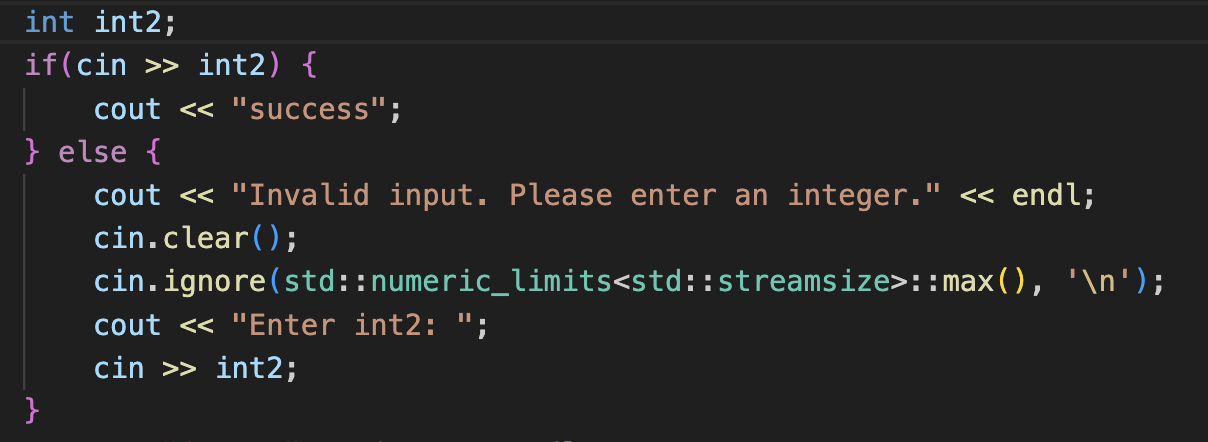 int int2;
if(cin >> int2) {
    cout << "success";
} else {
    cout << "Invalid input. Please enter an integer." << endl;
    cin.clear();
    cin.ignore(std::numeric_limits<std::streamsize>::max(), '\n');
    cout << "Enter int2: ";
    cin >> int2;
}